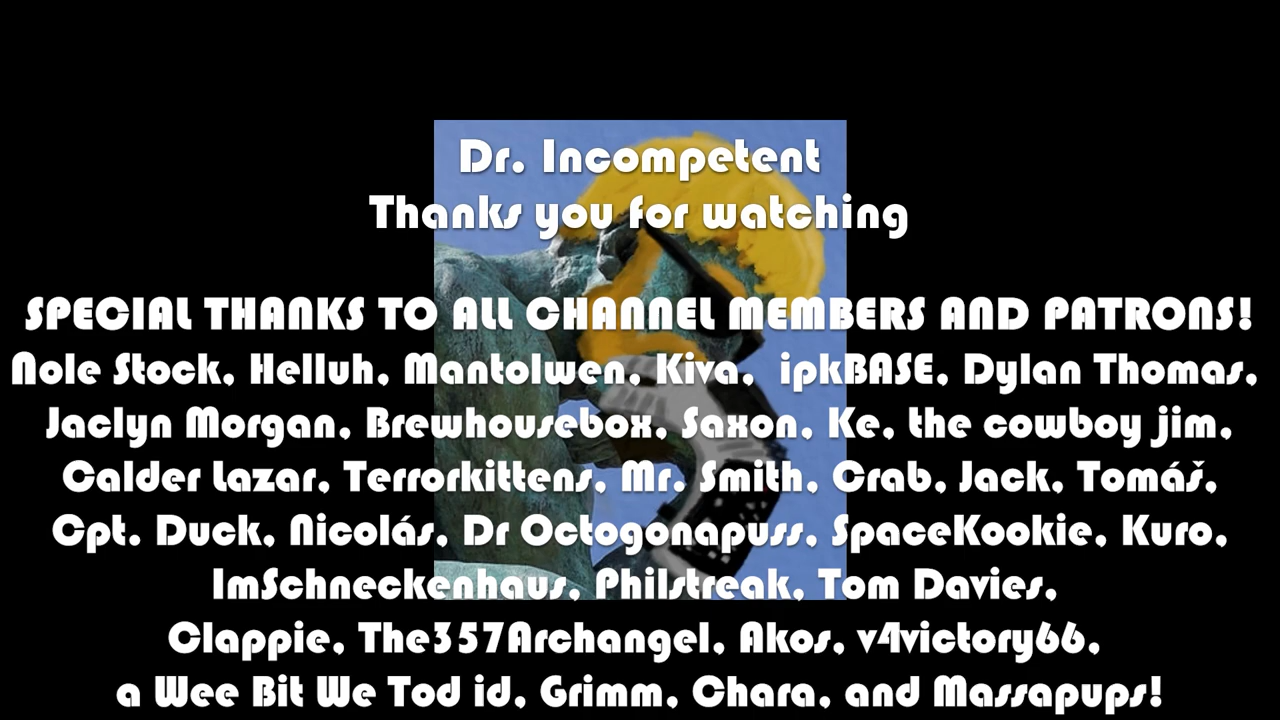 Dr. Incompetent
Thanks you for watching
SPECIAL THANKS TO ALL CHANNEL MEMBERS AND PATRONS!
Nole Stock, Helluh, Mantolwen, Kiva,  ipkBASE, Dylan Thomas,
Jaclyn Morgan, Brewhousebox, Saxon, Ke, the cowboy jim,
Calder Lazar, Terrorkittens, Mr. Smith, Crab, Jack, Tomáš,
Cpt. Duck, Nicolás, Dr Octogonapuss, SpaceKookie, Kuro,
ImSchneckenhaus, Philstreak, Tom Davies,
Clappie, The357Archangel, Akos, v4victory66,
a Wee Bit We Tod id, Grimm, Chara, and Massapups!